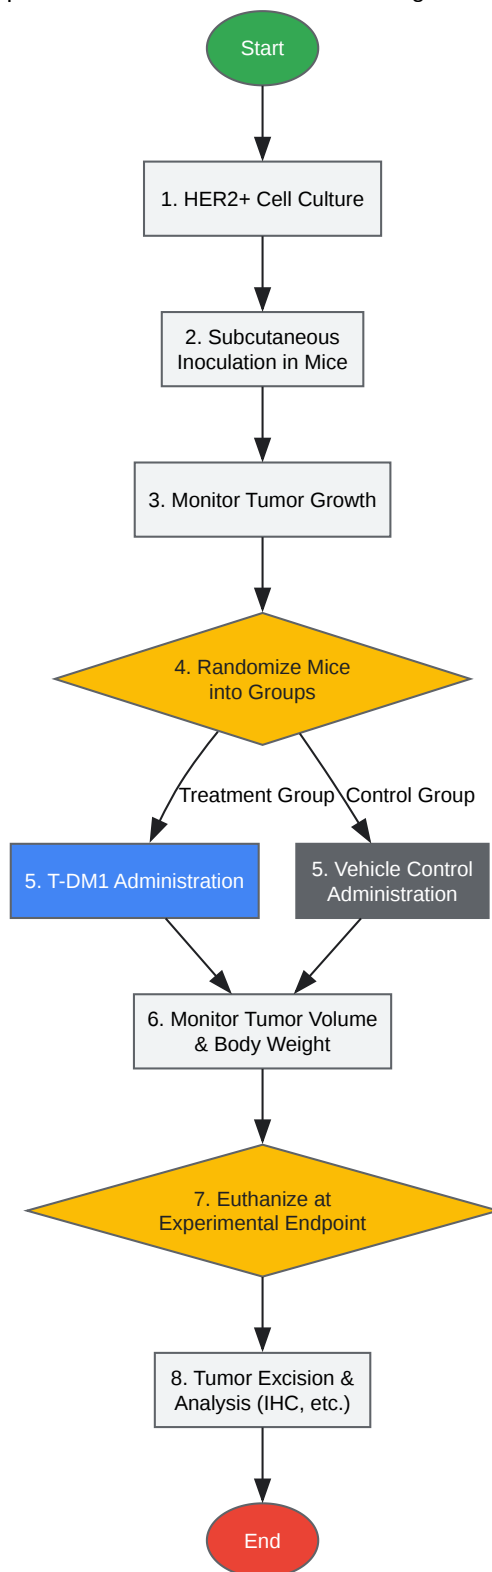 Start
1. HER2+ Cell Culture
2. Subcutaneous
Inoculation in Mice
3. Monitor Tumor Growth
4. Randomize Mice
into Groups
Treatment Group
Control Group
5. T-DM1 Administration
5. Vehicle Control
Administration
6. Monitor Tumor Volume
& Body Weight
7. Euthanize at
Experimental Endpoint
8. Tumor Excision &
Analysis (IHC, etc.)
End